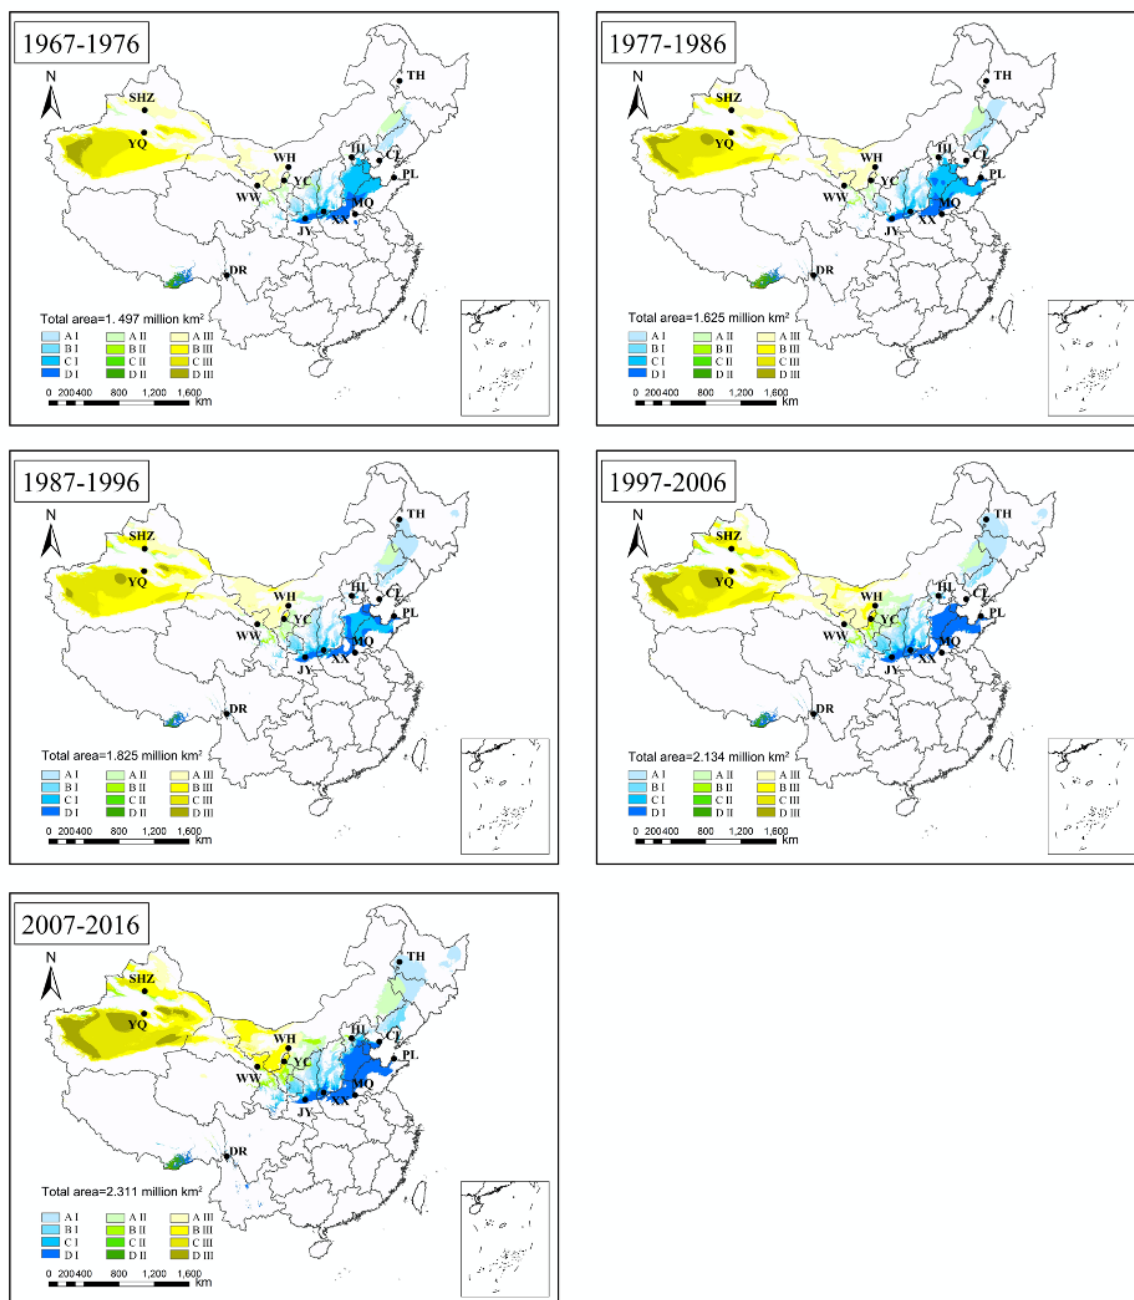 1967-1976
N
TH
SHZ
YQ
HL
CL
WH
PL
WW
YC
MQ
JY
XX
DR
Total area=1. 497 million km²
A I A II A III
B I B II B III
C I C II C III
D I D II D III
0 200400 800 1,200 1,600
km
1977-1986
N
TH
SHZ
YQ
HL
CL
WH
PL
WW
YC
MQ
JY
XX
DR
Total area=1.625 million km²
A I A II A III
B I B II B III
C I C II C III
D I D II D III
0 200400 800 1,200 1,600
km
1987-1996
N
TH
SHZ
YQ
HL
CL
WH
PL
WW
YC
MQ
JY
XX
DR
Total area=1.825 million km²
A I A II A III
B I B II B III
C I C II C III
D I D II D III
0 200400 800 1,200 1,600
km
1997-2006
N
TH
SHZ
YQ
HL
CL
WH
PL
WW
YC
MQ
JY
XX
DR
Total area=2.134 million km²
A I A II A III
B I B II B III
C I C II C III
D I D II D III
0 200400 800 1,200 1,600
km
2007-2016
N
TH
SHZ
YQ
HL
CL
WH
PL
WW
YC
MQ
JY
XX
DR
Total area=2.311 million km²
A I A II A III
B I B II B III
C I C II C III
D I D II D III
0 200400 800 1,200 1,600
km